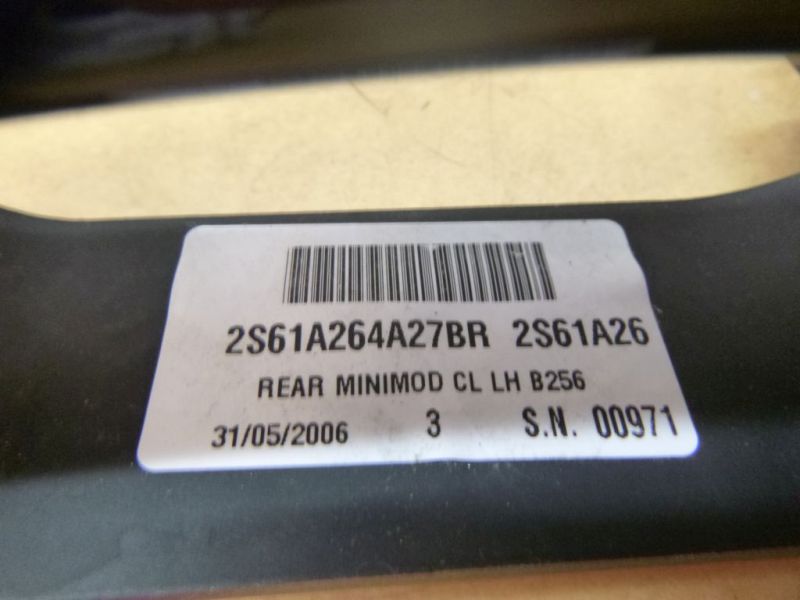 2S61A264A27BR 2S61A26
REAR MINIMOD CL LH B256
31/05/2006 3 S.N. 00971